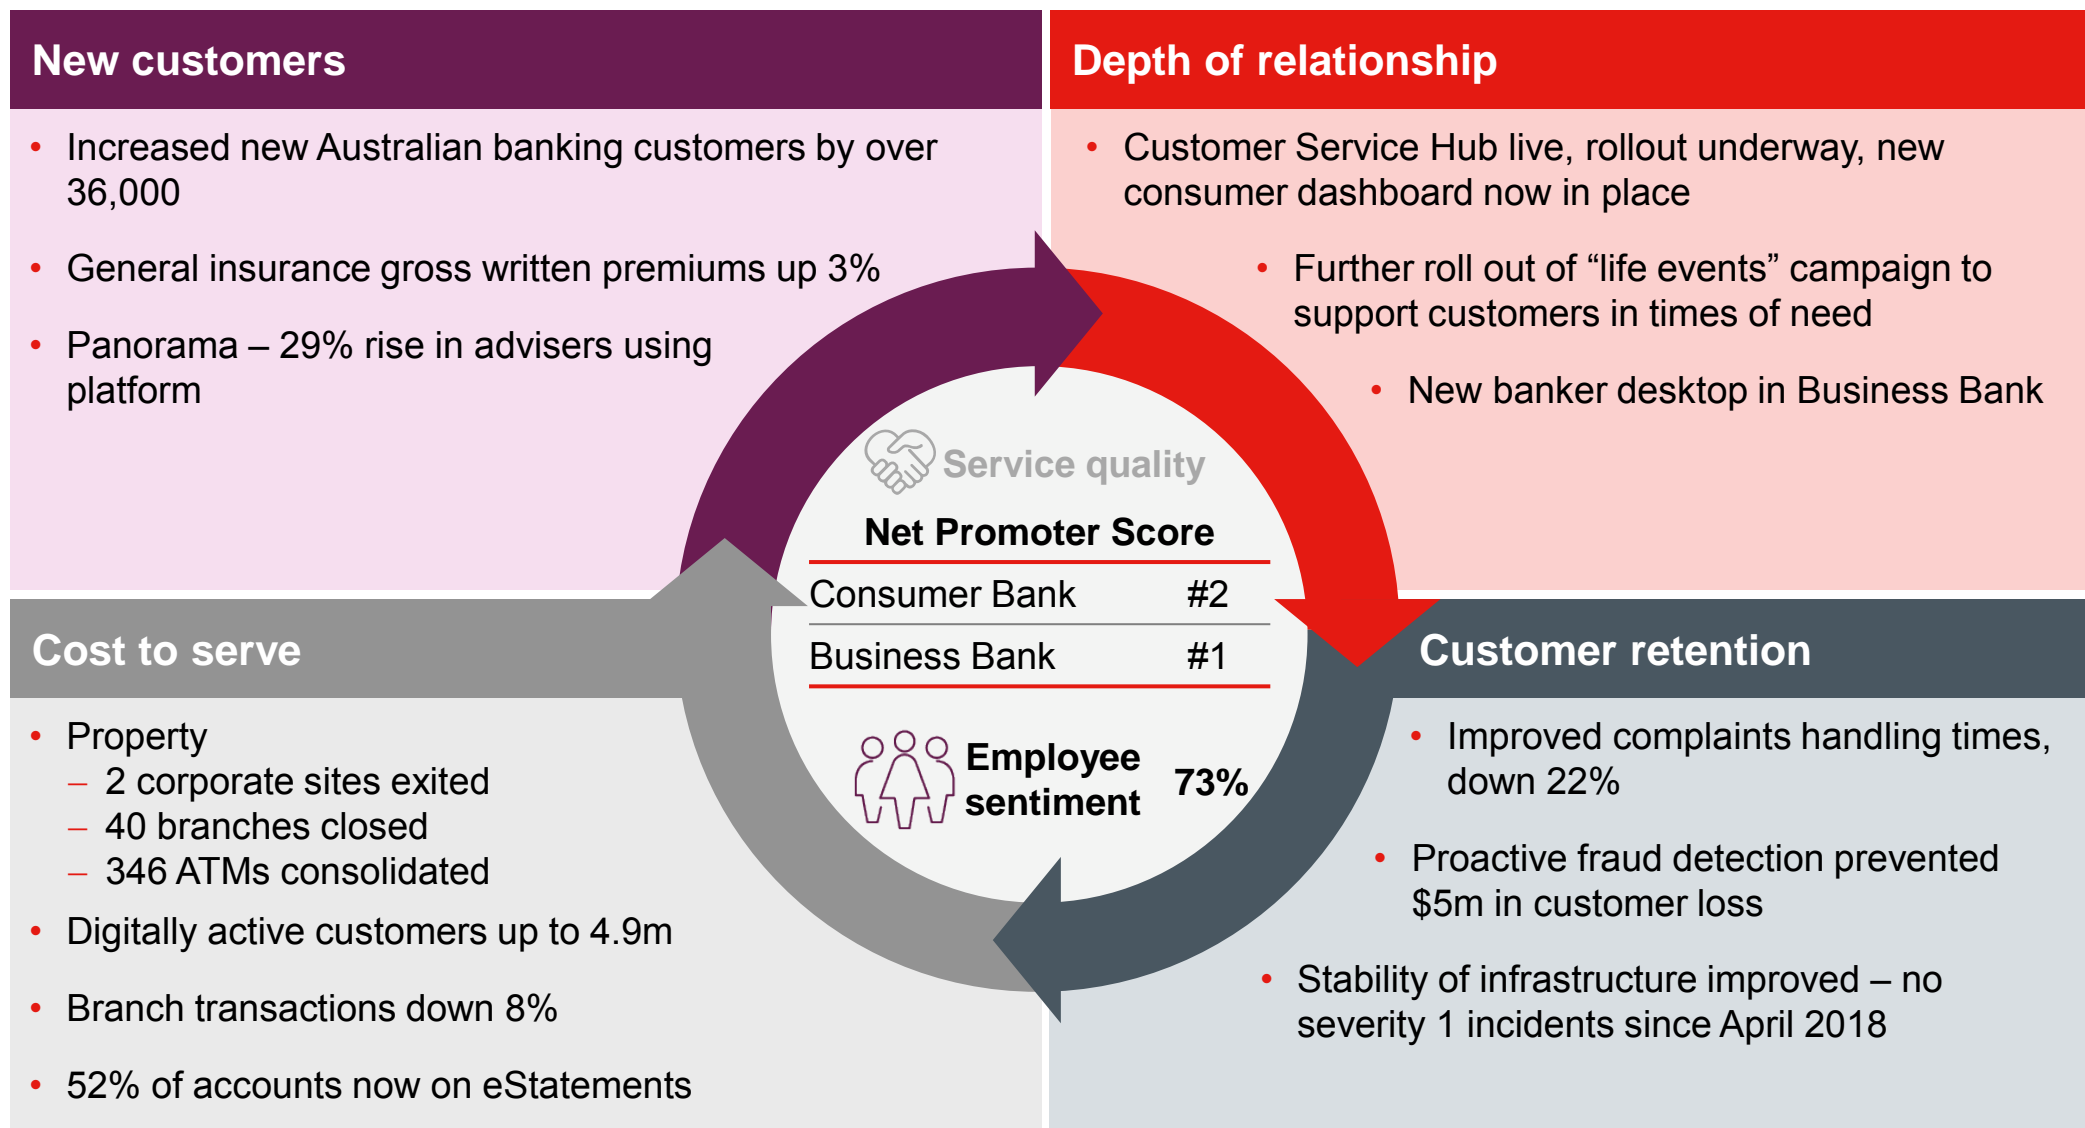 New customers
• Increased new Australian banking customers by over
36,000
• General insurance gross written premiums up 3%
• Panorama – 29% rise in advisers using
platform
Depth of relationship
• Customer Service Hub live, rollout underway, new
consumer dashboard now in place
• Further roll out of “life events” campaign to
support customers in times of need
• New banker desktop in Business Bank
Service quality
Net Promoter Score
Consumer Bank #2
Business Bank #1
Employee
sentiment 73%
Cost to serve
• Property
– 2 corporate sites exited
– 40 branches closed
– 346 ATMs consolidated
• Digitally active customers up to 4.9m
• Branch transactions down 8%
• 52% of accounts now on eStatements
Customer retention
• Improved complaints handling times,
down 22%
• Proactive fraud detection prevented
$5m in customer loss
• Stability of infrastructure improved – no
severity 1 incidents since April 2018